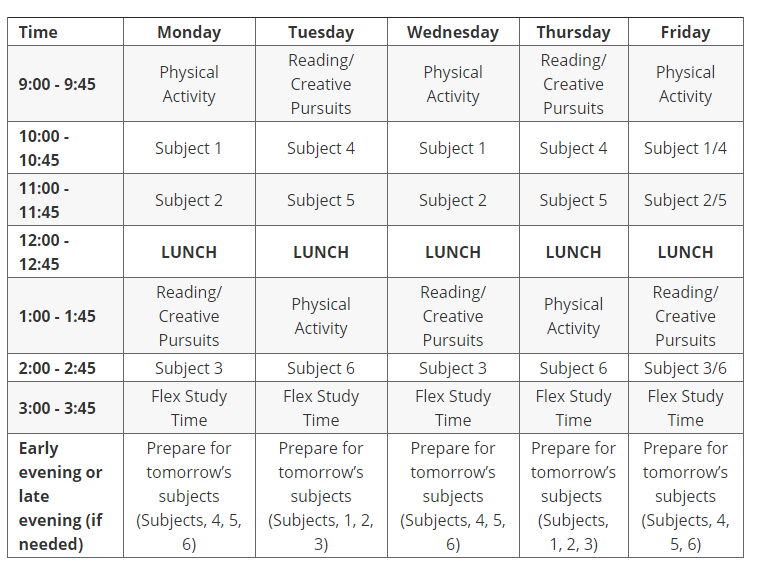 Time Monday Tuesday Wednesday Thursday Friday
9:00 - 9:45
Physical
Activity
Reading/
Creative
Pursuits
Physical
Activity
Reading/
Creative
Pursuits
Physical
Activity
10:00 -
10:45
Subject 1
Subject 4
Subject 1
Subject 4
Subject 1/4
11:00 -
11:45
Subject 2
Subject 5
Subject 2
Subject 5
Subject 2/5
12:00 -
12:45
LUNCH
LUNCH
LUNCH
LUNCH
LUNCH
1:00 - 1:45
Reading/
Creative
Pursuits
Physical
Activity
Reading/
Creative
Pursuits
Physical
Activity
Reading/
Creative
Pursuits
2:00 - 2:45
Subject 3
Subject 6
Subject 3
Subject 6
Subject 3/6
3:00 - 3:45
Flex Study
Time
Flex Study
Time
Flex Study
Time
Flex Study
Time
Flex Study
Time
Early
evening or
late
evening (if
needed)
Prepare for
tomorrow's
subjects
(Subjects, 4, 5,
6)
Prepare for
tomorrow's
subjects
(Subjects, 1, 2,
3)
Prepare for
tomorrow's
subjects
(Subjects, 4, 5,
6)
Prepare for
tomorrow's
subjects
(Subjects,
1, 2, 3)
Prepare for
tomorrow's
subjects
(Subjects, 4,
5, 6)